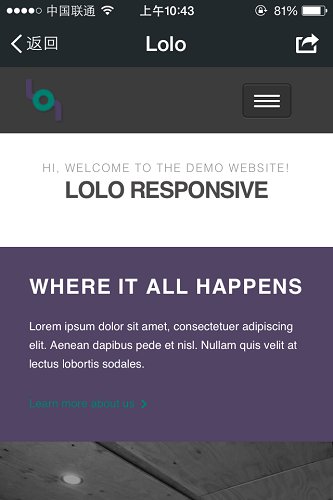 中国联通 上午10:43 81%
返回 Lolo
lol
HI, WELCOME TO THE DEMO WEBSITE!
LOLO RESPONSIVE
WHERE IT ALL HAPPENS
Lorem ipsum dolor sit amet, consectetuer adipiscing
elit. Aenean dapibus pede et nisl. Nullam quis velit at
lectus lobortis sodales.
Learn more about us